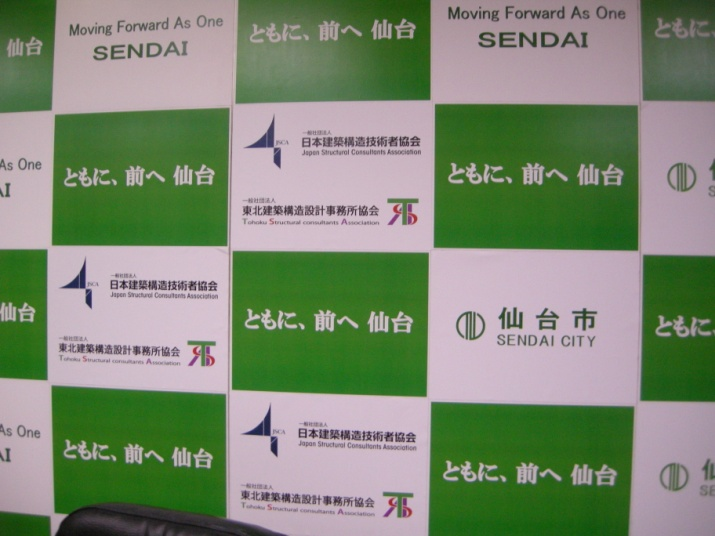 仙台
Moving Forward As One
SENDAI
ともに、前へ 仙台
Moving Forward As One
SENDAI
ともに
As One
AI
ともに、前へ 仙台
JSCA
一般社団法人
日本建築構造技術者協会
Japan Structural Consultants Association
一般社団法人
東北建築構造設計事務所協会
Tohoku Structural consultants Association
ともに、前へ 仙台
SE
仙台
JSCA
一般社団法人
日本建築構造技術者協会
Japan Structural Consultants Association
一般社団法人
東北建築構造設計事務所協会
Tohoku Structural consultants Association
ともに、前へ 仙台
仙台市
SENDAI CITY
ともに
As One
AI
ともに、前へ 仙台
JSCA
一般社団法人
日本建築構造技術者協会
Japan Structural Consultants Association
一般社団法人
東北建築構造設計事務所協会
Tohoku Structural consultants Association
ともに、前へ 仙台
SE